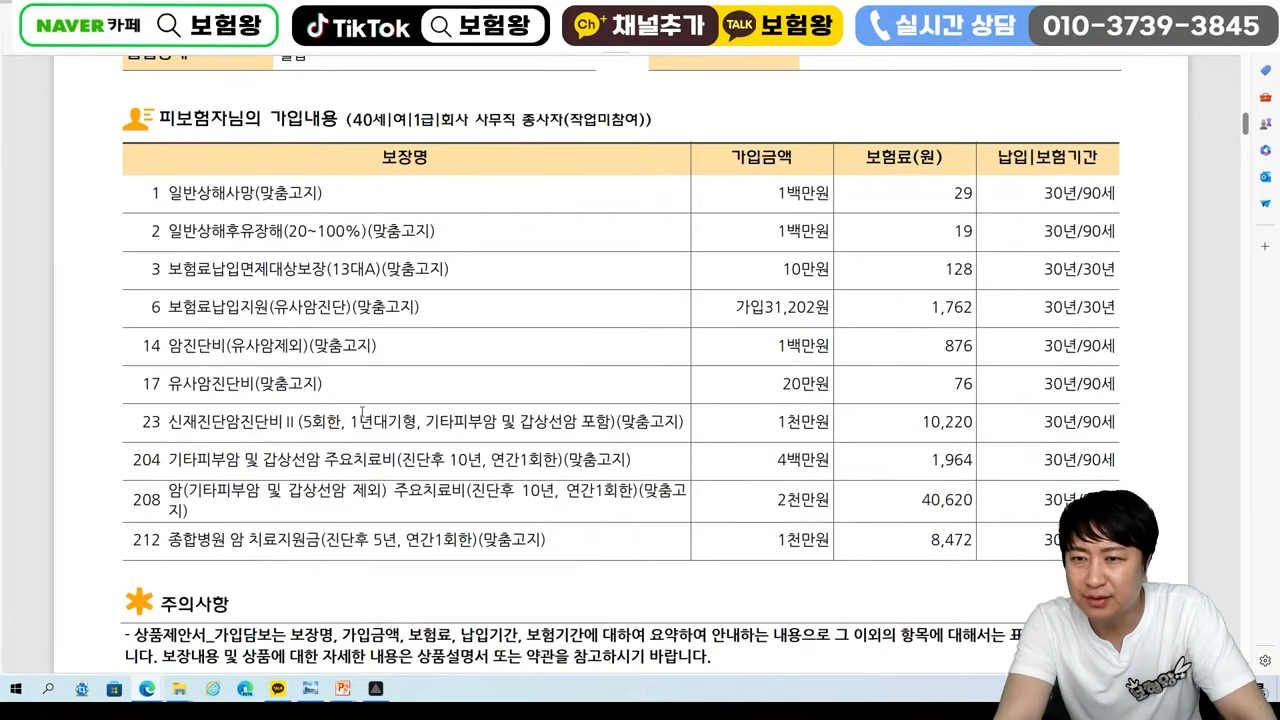 NAVER 카페 보험왕 TikTok 보험왕 Ch+ 채널추가 TALK 보험왕 실시간 상담 010-3739-3845
피보험자님의 가입내용 (40세|여|1급|회사 사무직 종사자(작업미참여))
보장명 가입금액 보험료(원) 납입|보험기간
1 일반상해사망(맞춤고지) 1백만원 29 30년/90세
2 일반상해후유장해(20~100%)(맞춤고지) 1백만원 19 30년/90세
3 보험료납입면제대상보장(13대A)(맞춤고지) 10만원 128 30년/30년
6 보험료납입지원(유사암진단)(맞춤고지) 가입31,202원 1,762 30년/30년
14 암진단비(유사암제외)(맞춤고지) 1백만원 876 30년/90세
17 유사암진단비(맞춤고지) 20만원 76 30년/90세
23 신재진단암진단비Ⅱ(5회한, 1년대기형, 기타피부암 및 갑상선암 포함)(맞춤고지) 1천만원 10,220 30년/90세
204 기타피부암 및 갑상선암 주요치료비(진단후 10년, 연간1회한)(맞춤고지) 4백만원 1,964 30년/90세
208 암(기타피부암 및 갑상선암 제외) 주요치료비(진단후 10년, 연간1회한)(맞춤고
지) 2천만원 40,620
212 종합병원 암 치료지원금(진단후 5년, 연간1회한)(맞춤고지) 1천만원 8,472
주의사항
- 상품제안서_가입담보는 보장명, 가입금액, 보험료, 납입기간, 보험기간에 대하여 요약하여 안내하는 내용으로 그 이외의 항목에 대해서는
니다. 보장내용 및 상품에 대한 자세한 내용은 상품설명서 또는 약관을 참고하시기 바랍니다.
보험왕